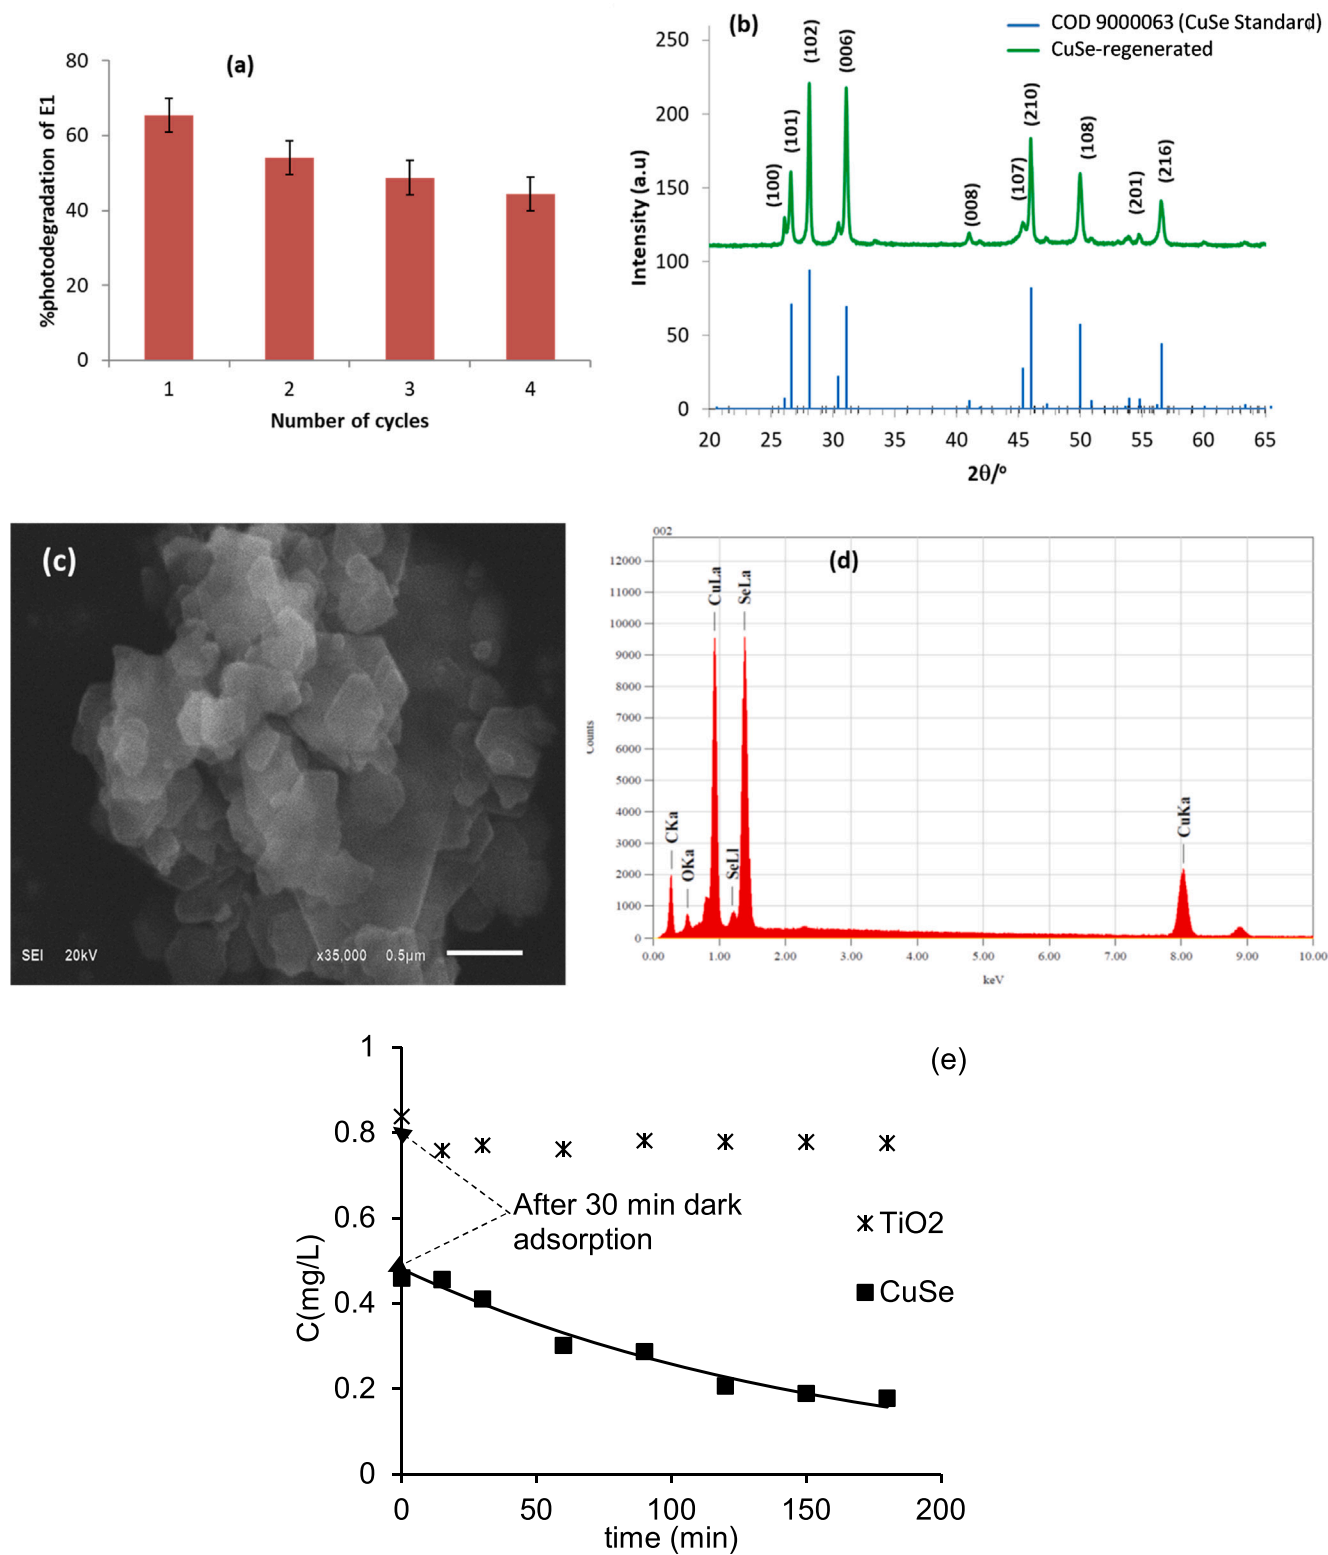 (a)
80
60
40
20
0
%photodegradation of E1
1 2 3 4
Number of cycles
(b)
COD 9000063 (CuSe Standard)
CuSe-regenerated
250
200
150
100
50
0
Intensity (a.u)
(100)
(101)
(102)
(006)
(008)
(107)
(210)
(108)
(201)
(216)
20 25 30 35 40 45 50 55 60 65
2θ/°
(c)
SEI 20kV x35,000 0.5µm
002
(d)
12000
11000
10000
9000
8000
7000
6000
5000
4000
3000
2000
1000
0
Counts
CKa
OKa
CuLa
SeLl
SeLa
CuKa
0.00 1.00 2.00 3.00 4.00 5.00 6.00 7.00 8.00 9.00 10.00
keV
(e)
1
0.8
0.6
0.4
0.2
0
C(mg/L)
After 30 min dark
adsorption
TiO2
CuSe
0 50 100 150 200
time (min)